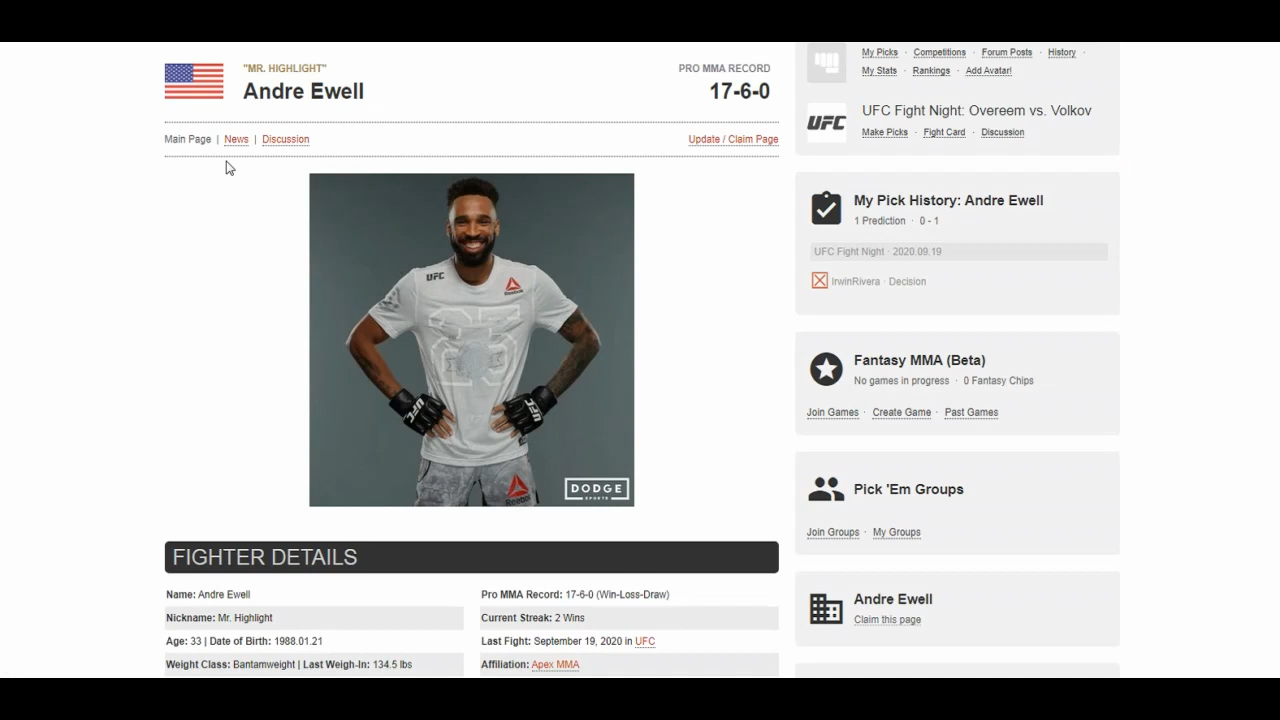 "MR. HIGHLIGHT"
Andre Ewell
PRO MMA RECORD
17-6-0
Main Page | News | Discussion
Update / Claim Page
UFC
Reebok
UFC
UFC
DODGE
SPORTS
Reebok
FIGHTER DETAILS
Name: Andre Ewell
Nickname: Mr. Highlight
Age: 33 | Date of Birth: 1988.01.21
Weight Class: Bantamweight | Last Weigh-In: 134.5 lbs
Pro MMA Record: 17-6-0 (Win-Loss-Draw)
Current Streak: 2 Wins
Last Fight: September 19, 2020 in UFC
Affiliation: Apex MMA
My Picks · Competitions · Forum Posts · History ·
My Stats · Rankings · Add Avatar!
UFC
UFC Fight Night: Overeem vs. Volkov
Make Picks · Fight Card · Discussion
My Pick History: Andre Ewell
1 Prediction · 0 - 1
UFC Fight Night · 2020.09.19
IrwinRivera · Decision
Fantasy MMA (Beta)
No games in progress · 0 Fantasy Chips
Join Games · Create Game · Past Games
Pick 'Em Groups
Join Groups · My Groups
Andre Ewell
Claim this page